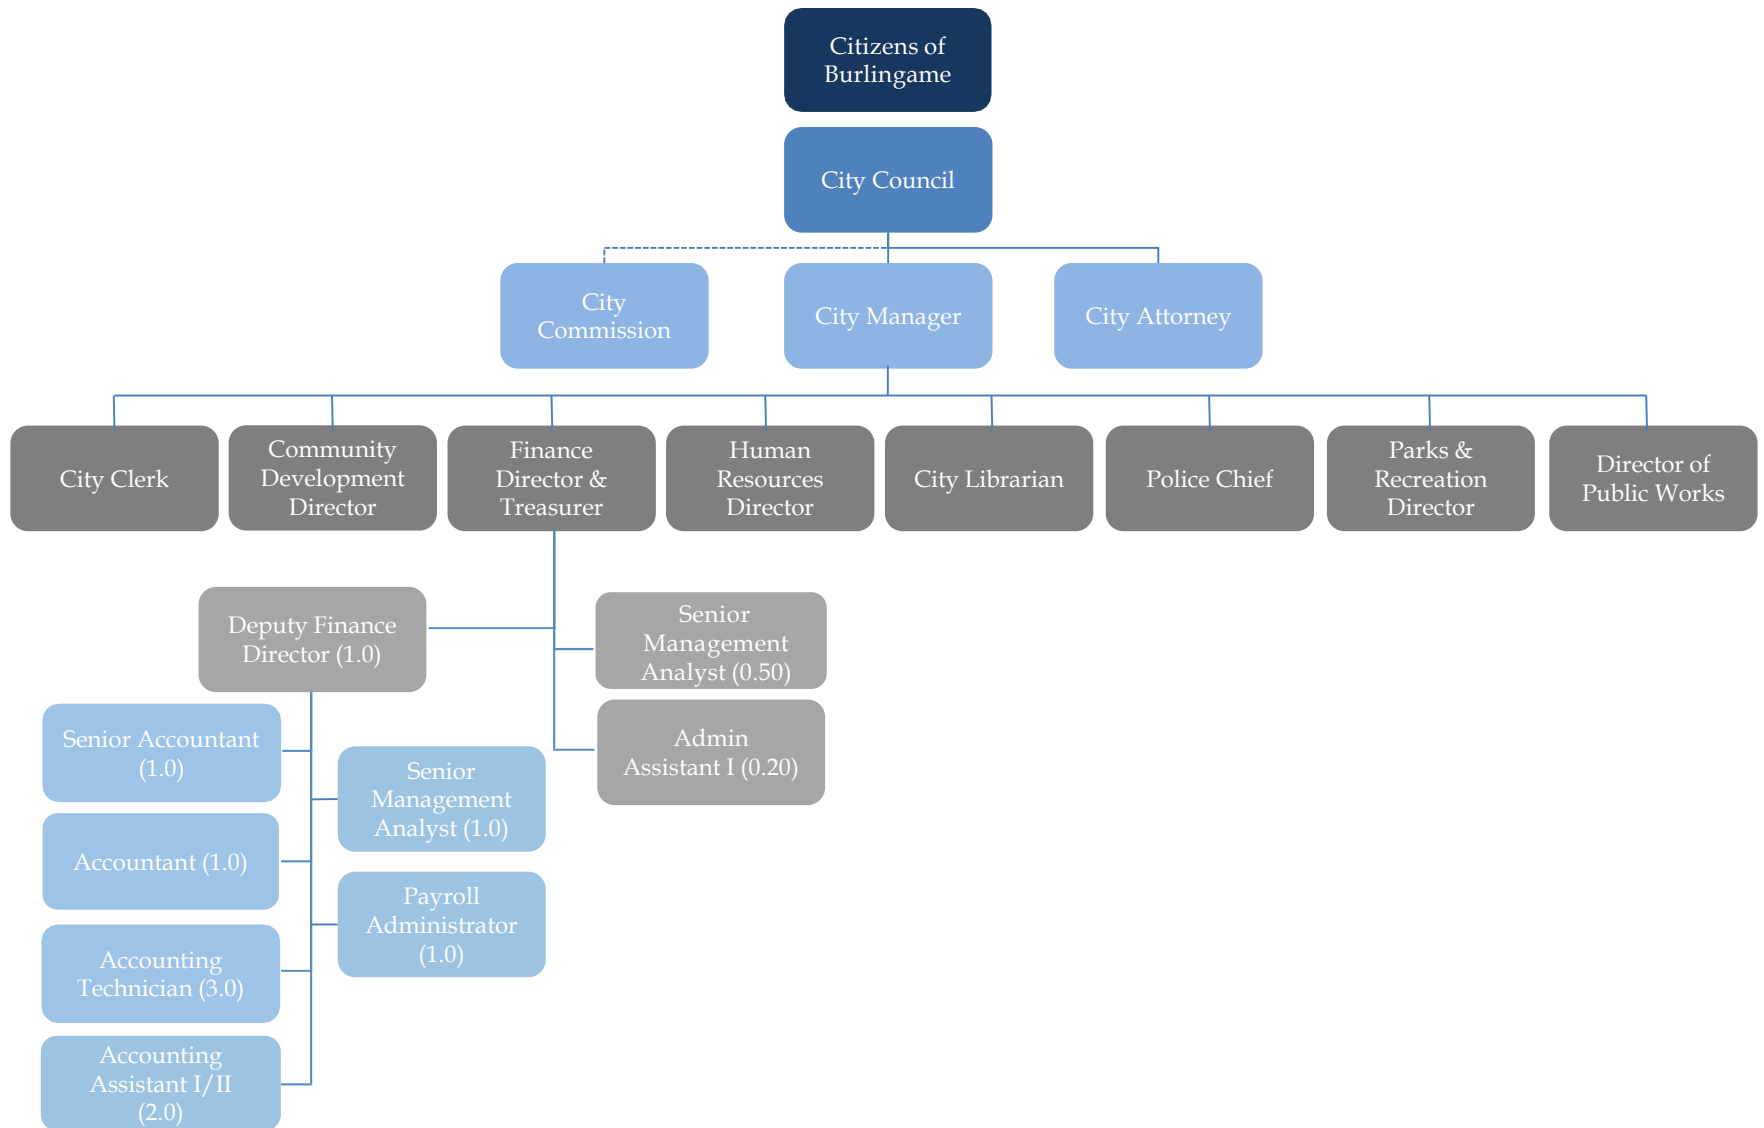 Citizens of
Burlingame
City Council
City
Commission
City Manager
City Attorney
City Clerk
Community
Development
Director
Finance
Director &
Treasurer
Human
Resources
Director
City Librarian
Police Chief
Parks &
Recreation
Director
Director of
Public Works
Deputy Finance
Director (1.0)
Senior
Management
Analyst (0.50)
Admin
Assistant I (0.20)
Senior Accountant
(1.0)
Senior
Management
Analyst (1.0)
Accountant (1.0)
Payroll
Administrator
(1.0)
Accounting
Technician (3.0)
Accounting
Assistant I/II
(2.0)